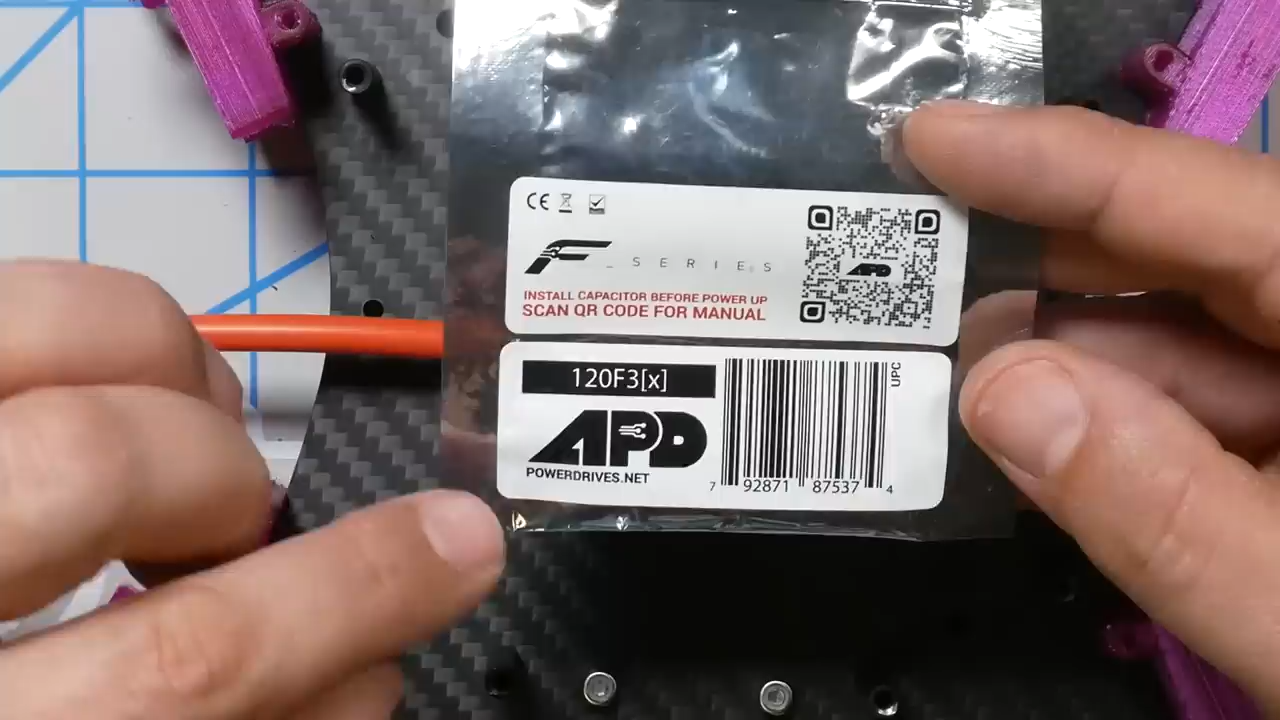 CE
F_SERIES
INSTALL CAPACITOR BEFORE POWER UP
SCAN QR CODE FOR MANUAL
APD
120F3[x]
APD
POWERDRIVES.NET
UPC
7 92871 87537 4